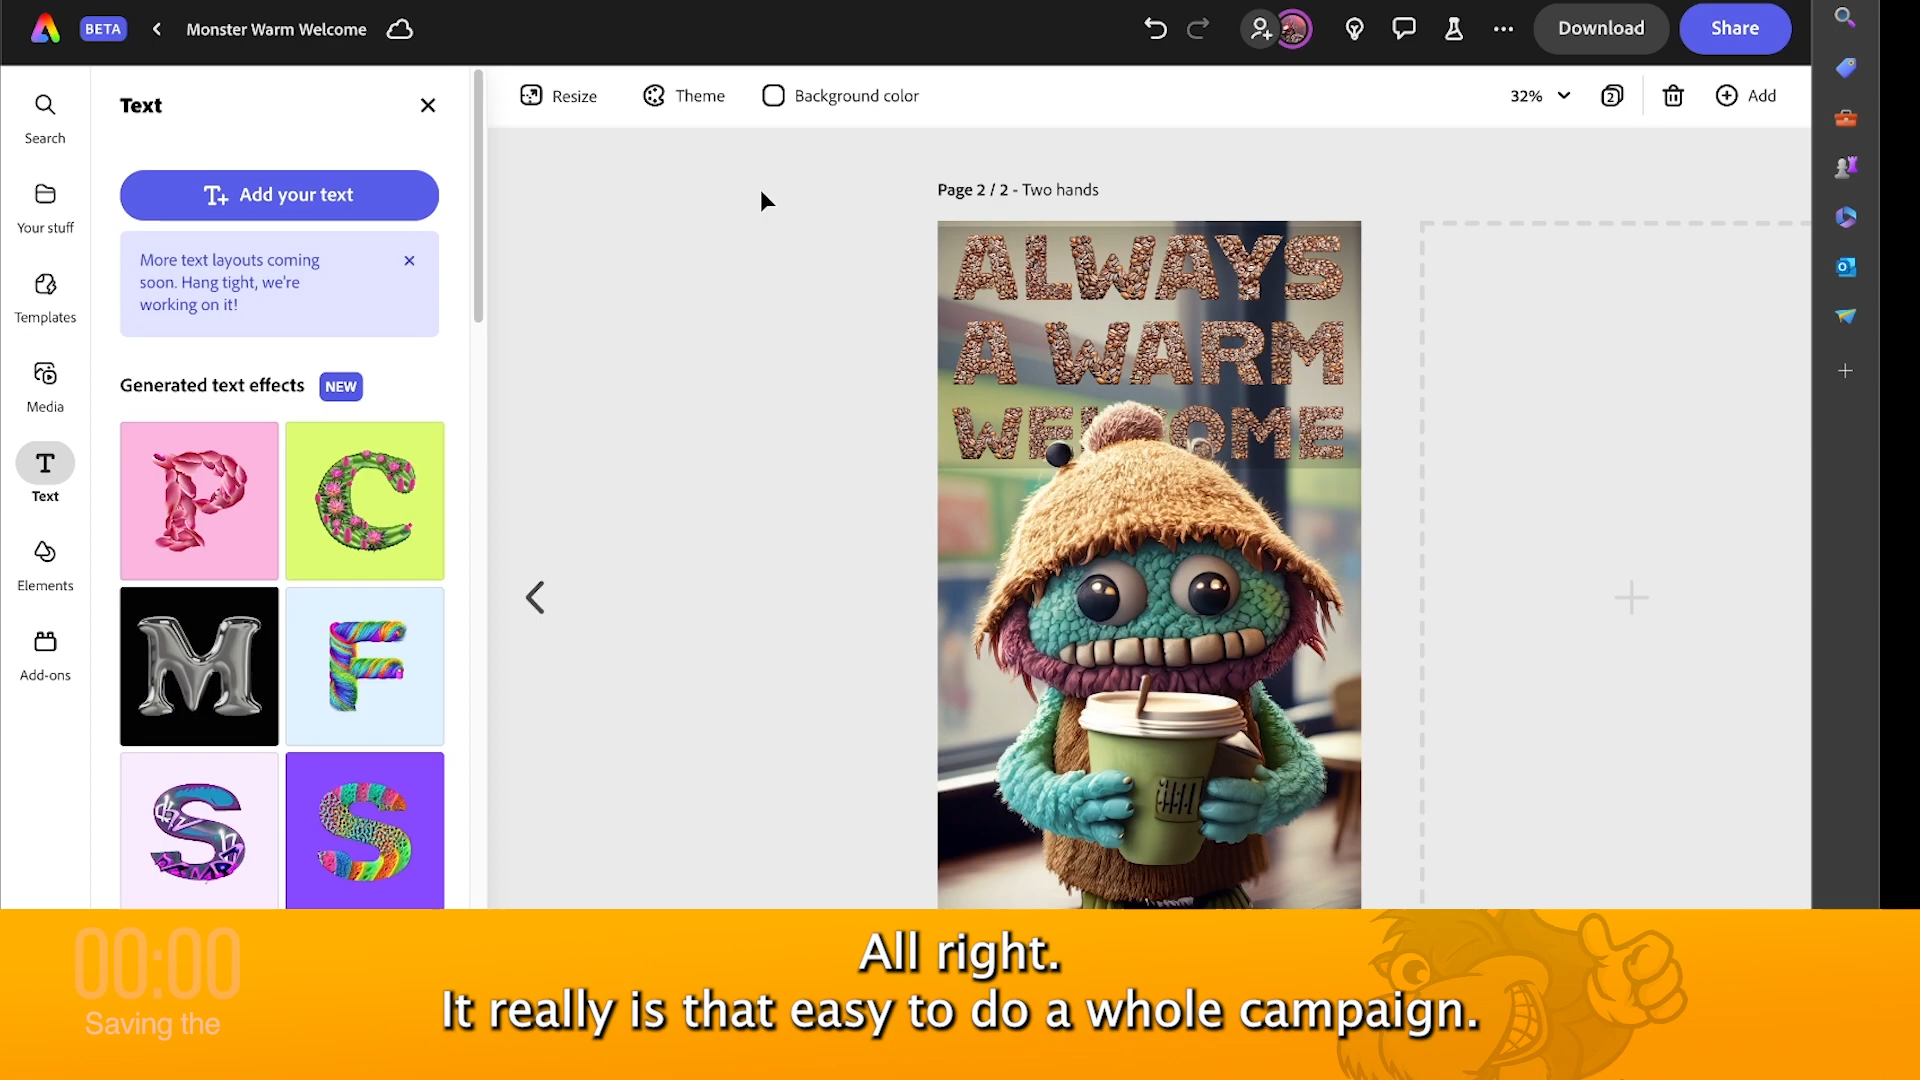 BETA
Monster Warm Welcome
Download
Share
Search
Your stuff
Templates
Media
Text
Elements
Add-ons
Text
Add your text
More text layouts coming
soon. Hang tight, we're
working on it!
Generated text effects NEW
P
C
M
F
S
S
Resize
Theme
Background color
32%
2
Add
Page 2 / 2 - Two hands
ALWAYS
A WARM
WELCOME
00:00
Saving the
All right.
It really is that easy to do a whole campaign.